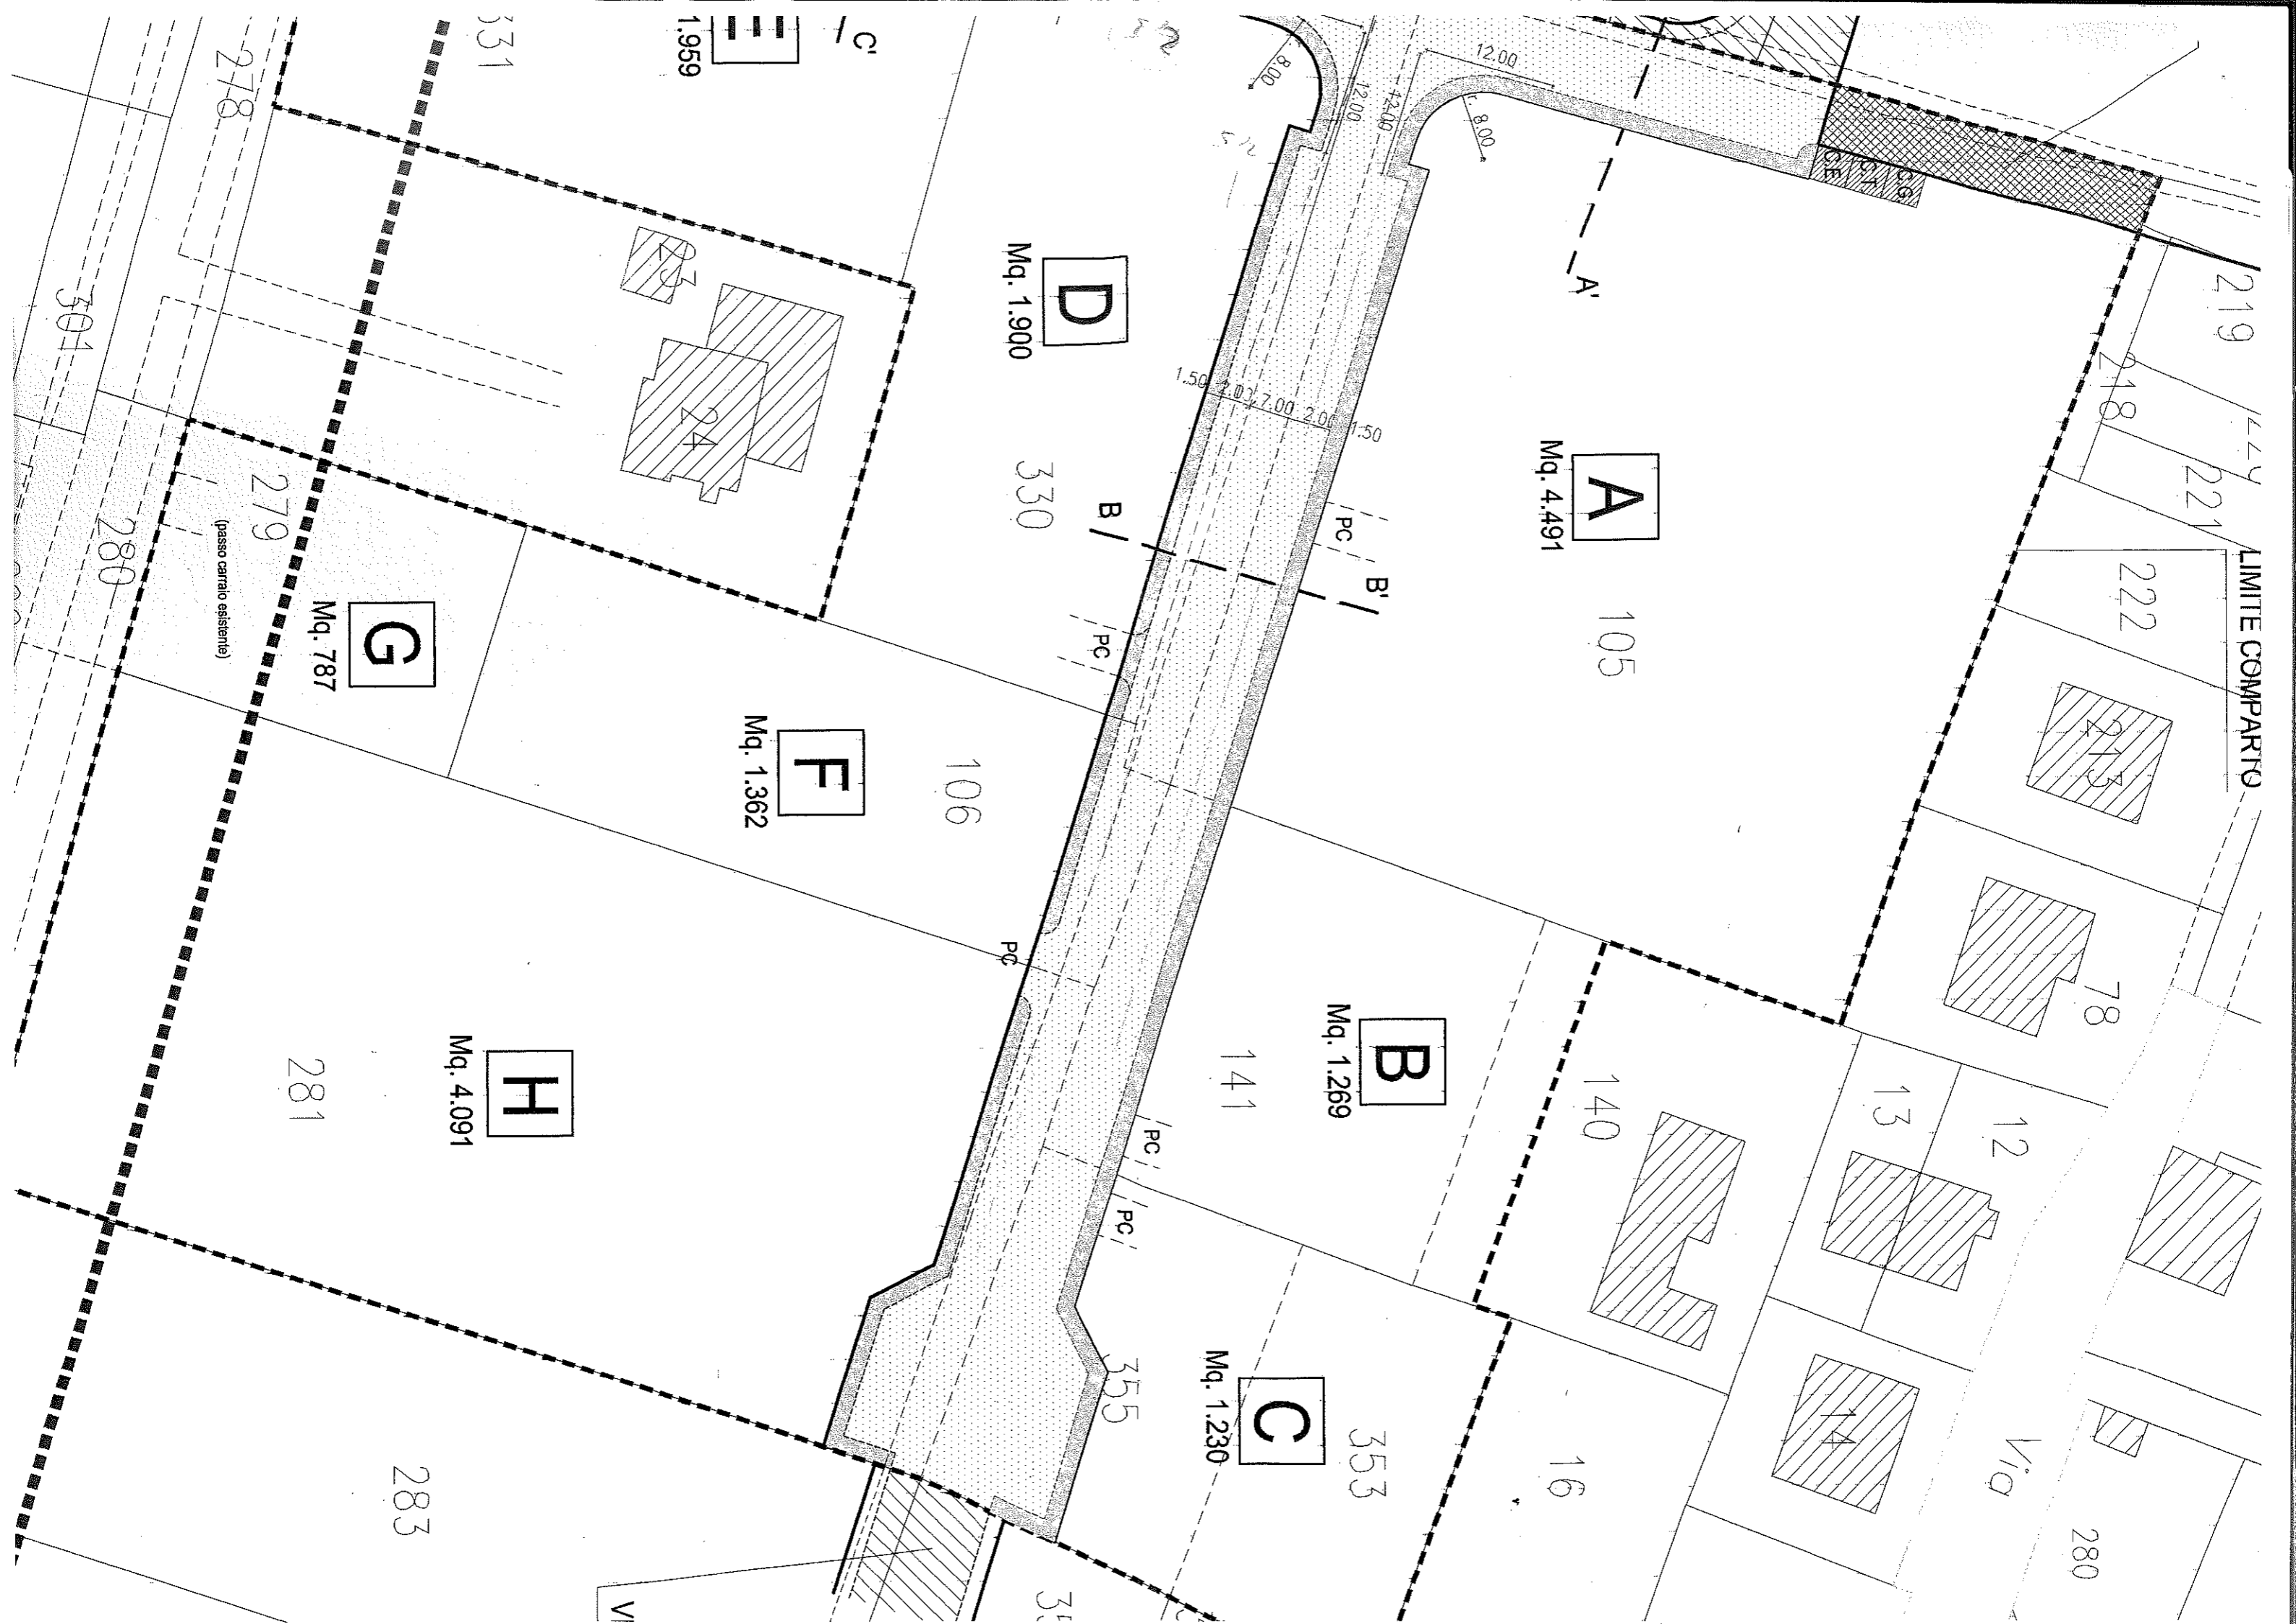 LIMITE COMPARTO
219
218
221
222
213
78
12
13
14
140
16
Via
280
C.E
C.T
C.G
12.00
12.00
12.00
r. 8.00
8.00
A'
A
Mq. 4.491
105
PC
B
B'
1.50
2.00
7.00
2.00
1.50
B
Mq. 1.269
141
PC
PC
C
Mq. 1.230
353
355
D
Mq. 1.900
330
PC
E
1.959
C'
331
278
301
23
24
279
280
(passo carraio esistente)
G
Mq. 787
F
Mq. 1.362
106
PC
H
Mq. 4.091
281
283